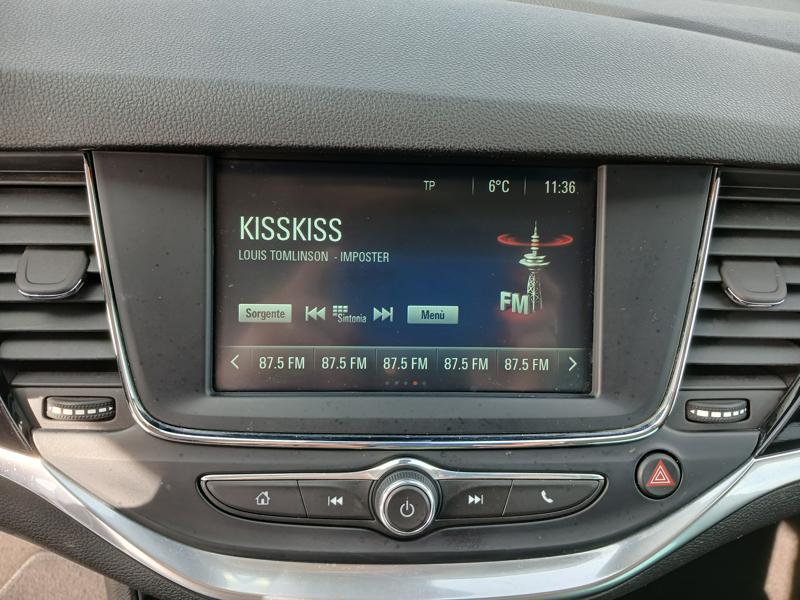 TP 6°C 11:36
KISSKISS
LOUIS TOMLINSON - IMPOSTER
FM
Sorgente Sintonia Menù
87.5 FM 87.5 FM 87.5 FM 87.5 FM 87.5 FM